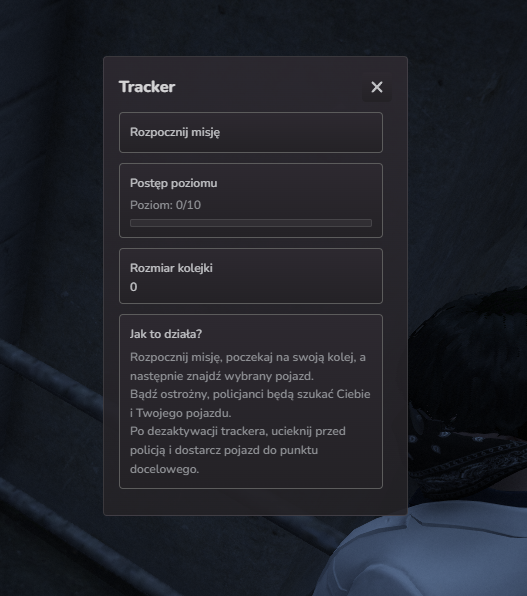 Tracker
Rozpocznij misję
Postęp poziomu
Poziom: 0/10
Rozmiar kolejki
0
Jak to działa?
Rozpocznij misję, poczekaj na swoją kolej, a
następnie znajdź wybrany pojazd.
Bądź ostrożny, policjanci będą szukać Ciebie
i Twojego pojazdu.
Po dezaktywacji trackera, ucieknij przed
policją i dostarcz pojazd do punktu
docelowego.